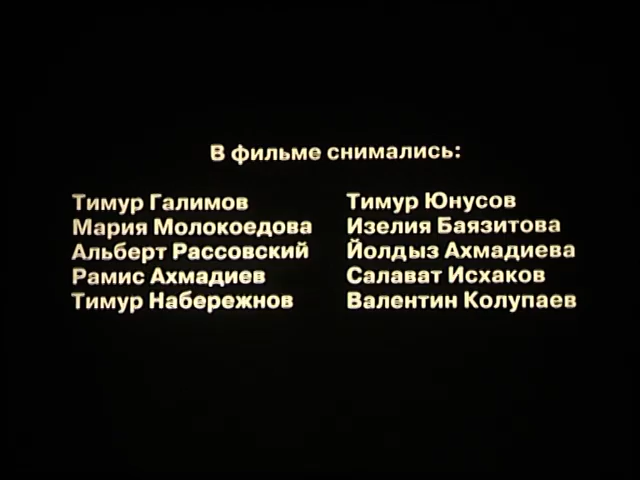 В фильме снимались:
Тимур Галимов
Мария Молокоедова
Альберт Рассовский
Рамис Ахмадиев
Тимур Набережнов
Тимур Юнусов
Изелия Баязитова
Йолдыз Ахмадиева
Салават Исхаков
Валентин Колупаев